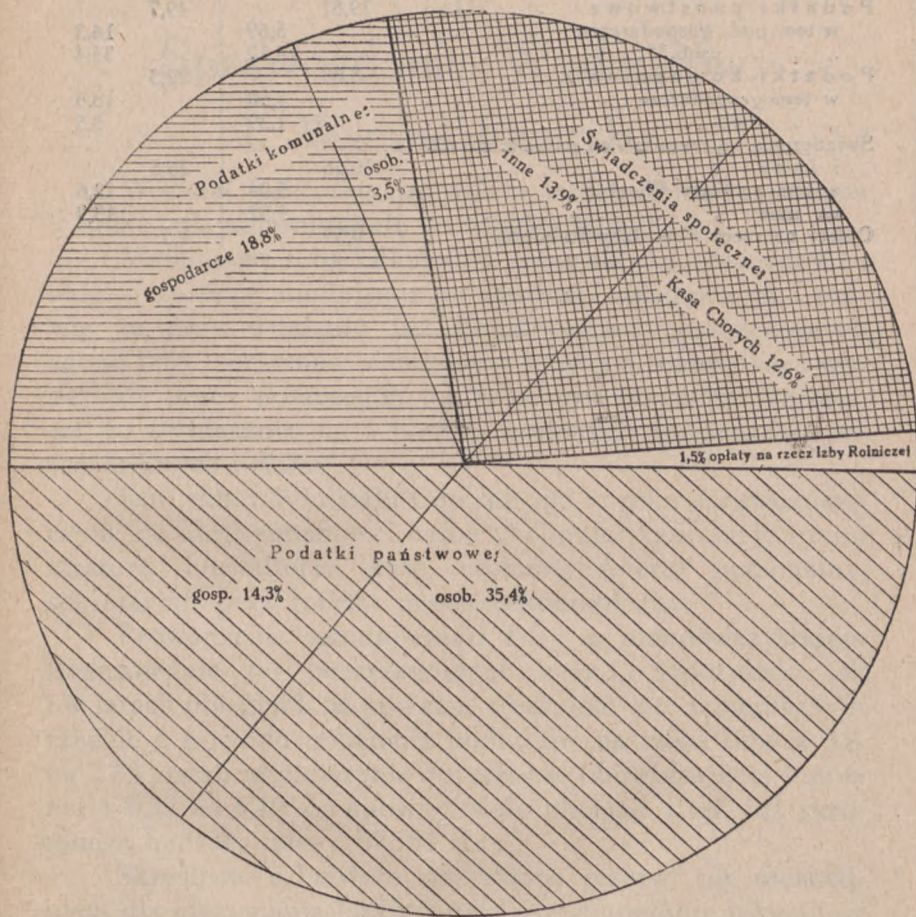 Podatki komunalne:
osob.
3,5%
gospodarcze 18,8%
Świadczenia społeczne:
inne 13,9%
Kasa Chorych 12,6%
1,5% opłaty na rzecz Izby Rolniczej
Podatki państwowe:
gosp. 14,3%
osob. 35,4%